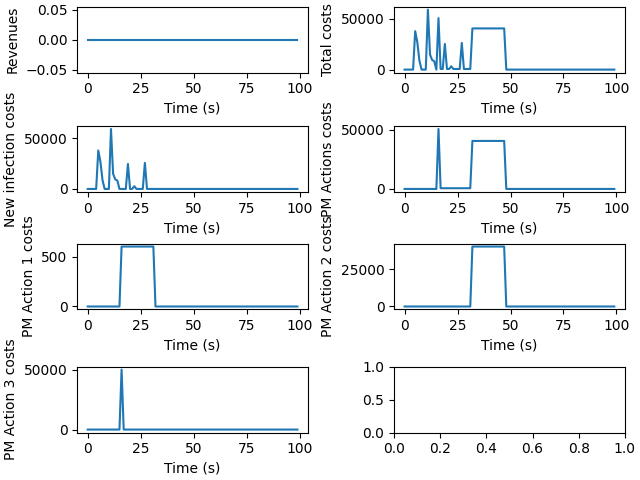 Revenues
0.05
0.00
−0.05
0 25 50 75 100
Time (s)
Total costs
50000
0
0 25 50 75 100
Time (s)
New infection costs
50000
0
0 25 50 75 100
Time (s)
PM Actions costs
50000
0
0 25 50 75 100
Time (s)
PM Action 1 costs
500
0
0 25 50 75 100
Time (s)
PM Action 2 costs
25000
0
0 25 50 75 100
Time (s)
PM Action 3 costs
50000
0
0 25 50 75 100
Time (s)
1.0
0.5
0.0
0.0 0.2 0.4 0.6 0.8 1.0